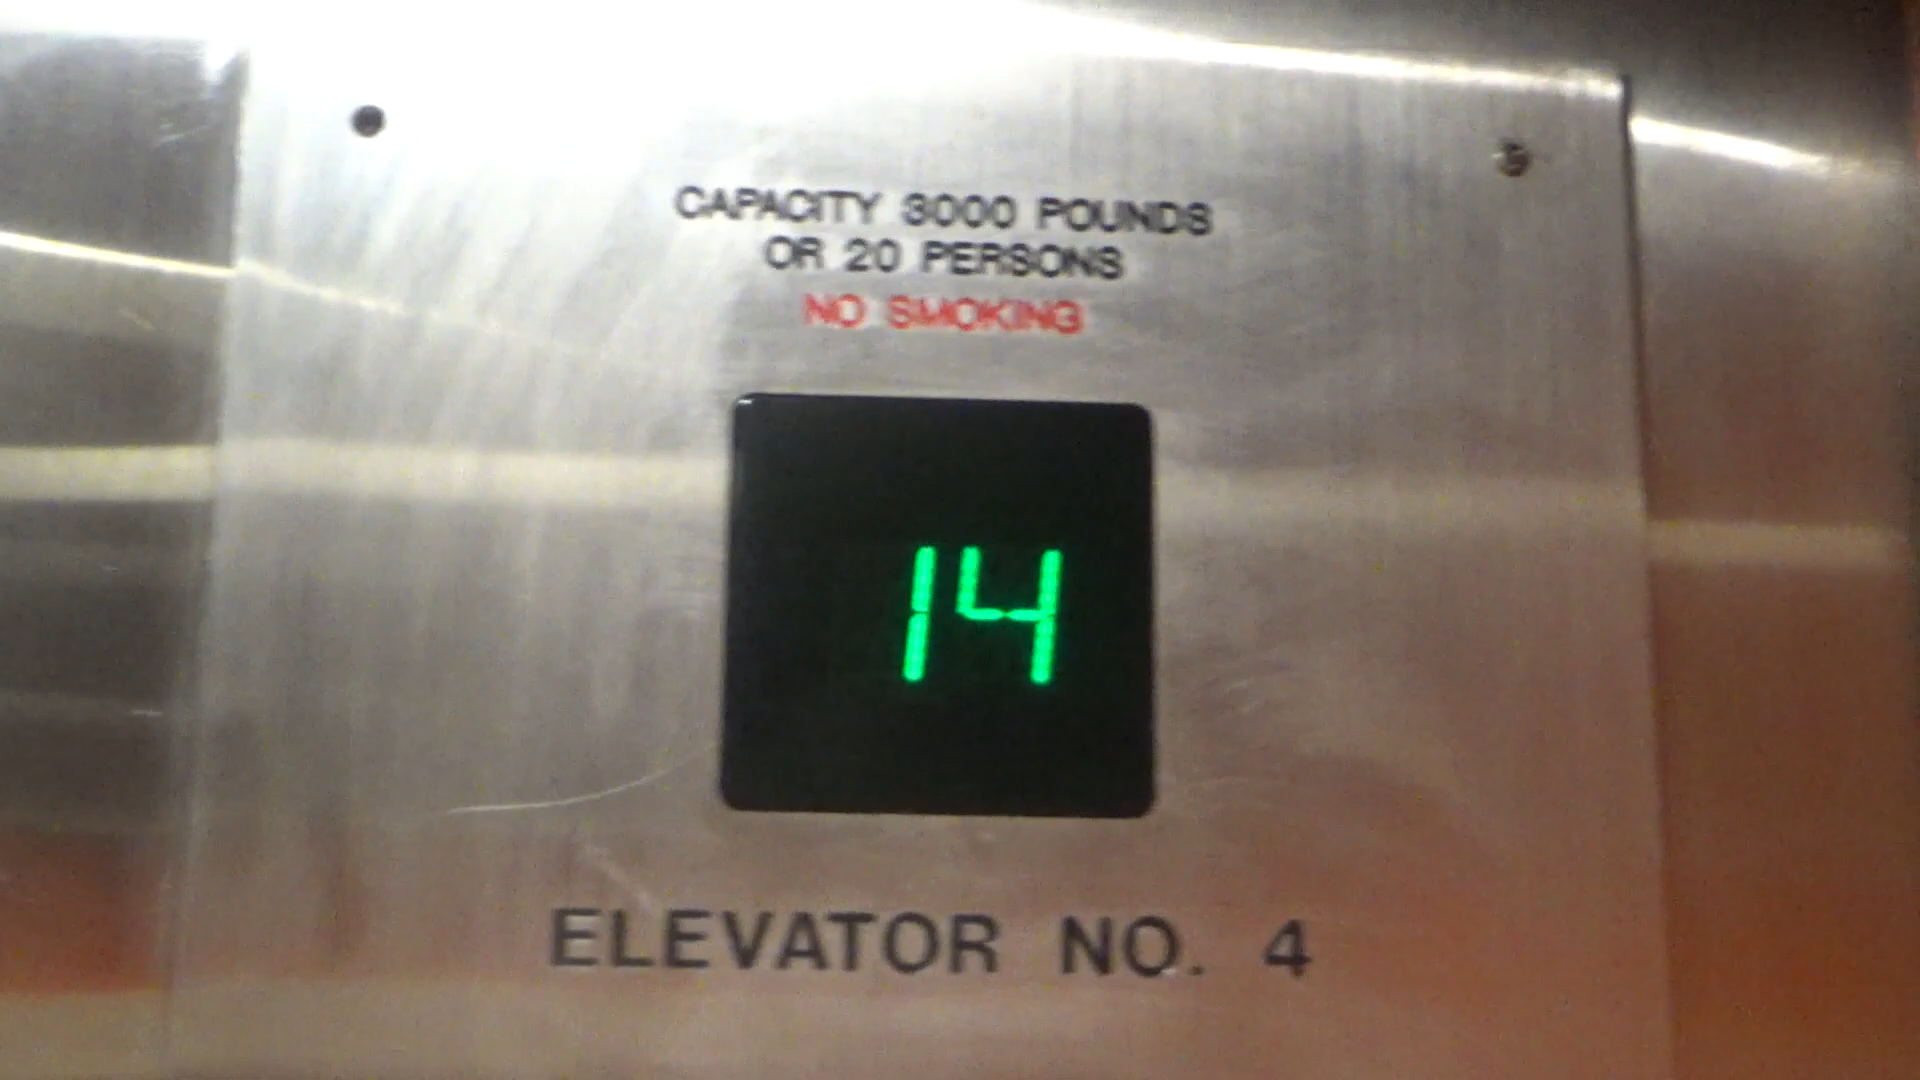 CAPACITY 3000 POUNDS
OR 20 PERSONS
NO SMOKING
14
ELEVATOR NO. 4